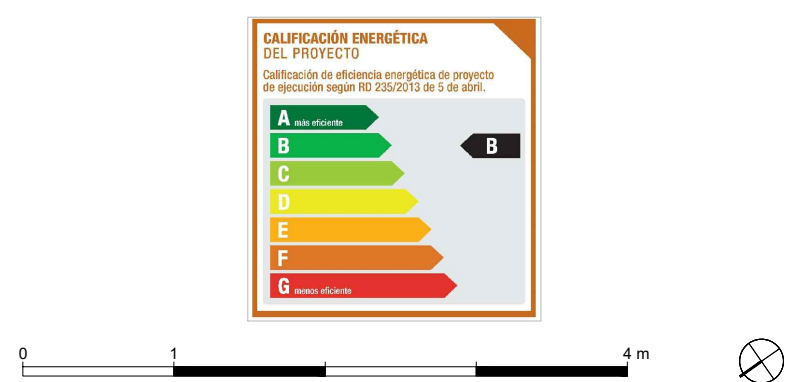 CALIFICACIÓN ENERGÉTICA
DEL PROYECTO
Calificación de eficiencia energética de proyecto
de ejecución según RD 235/2013 de 5 de abril.
A más eficiente
B B
C
D
E
F
G menos eficiente
0 1 4 m